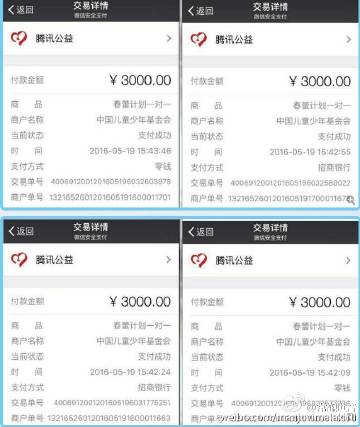 返回
交易详情
微信安全支付
腾讯公益
付款金额
¥ 3000.00
商 品 春蕾计划一对一
商户名称 中国儿童少年基金会
当前状态 支付成功
时 间 2016-05-19 15:43:46
支付方式 零钱
交易单号
商户单号 132165260120160519160001 1701
返回
交易详情
微信安全支付
腾讯公益
付款金额
¥ 3000.00
商 品 春蕾计划一对一
商户名称 中国儿童少年基金会
当前状态 支付成功
时 间 2016-05-19 15:42:55
支付方式 招商银行
交易单号
商户单号
返回
交易详情
微信安全支付
腾讯公益
付款金额
¥ 3000.00
商 品 春蕾计划一对一
商户名称 中国儿童少年基金会
当前状态 支付成功
时 间 2016-05-19 15:42:24
支付方式 招商银行
交易单号
商户单号
返回
交易详情
微信安全支付
腾讯公益
付款金额
¥ 3000.00
商 品 春蕾计划一对一
商户名称 中国儿童少年基金会
当前状态 支付成功
时 间 2016-05-19 15:42:09
支付方式
交易单号
商户单号